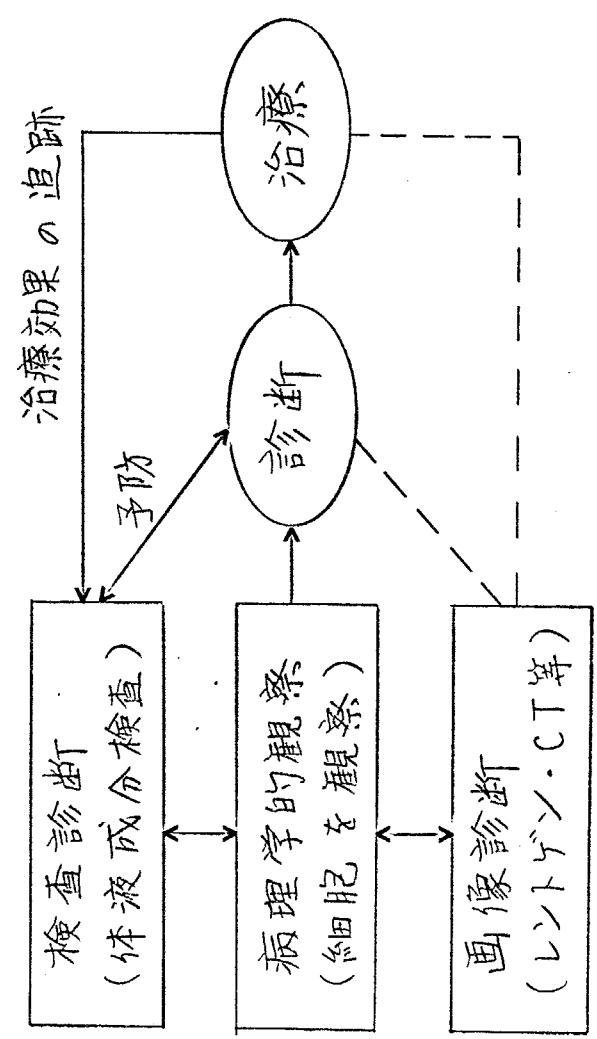 治療効果の追跡
予防
検査診断
(体液成分検査)
病理学的観察
(細胞を観察)
画像診断
(レントゲン・CT等)
診断
治療